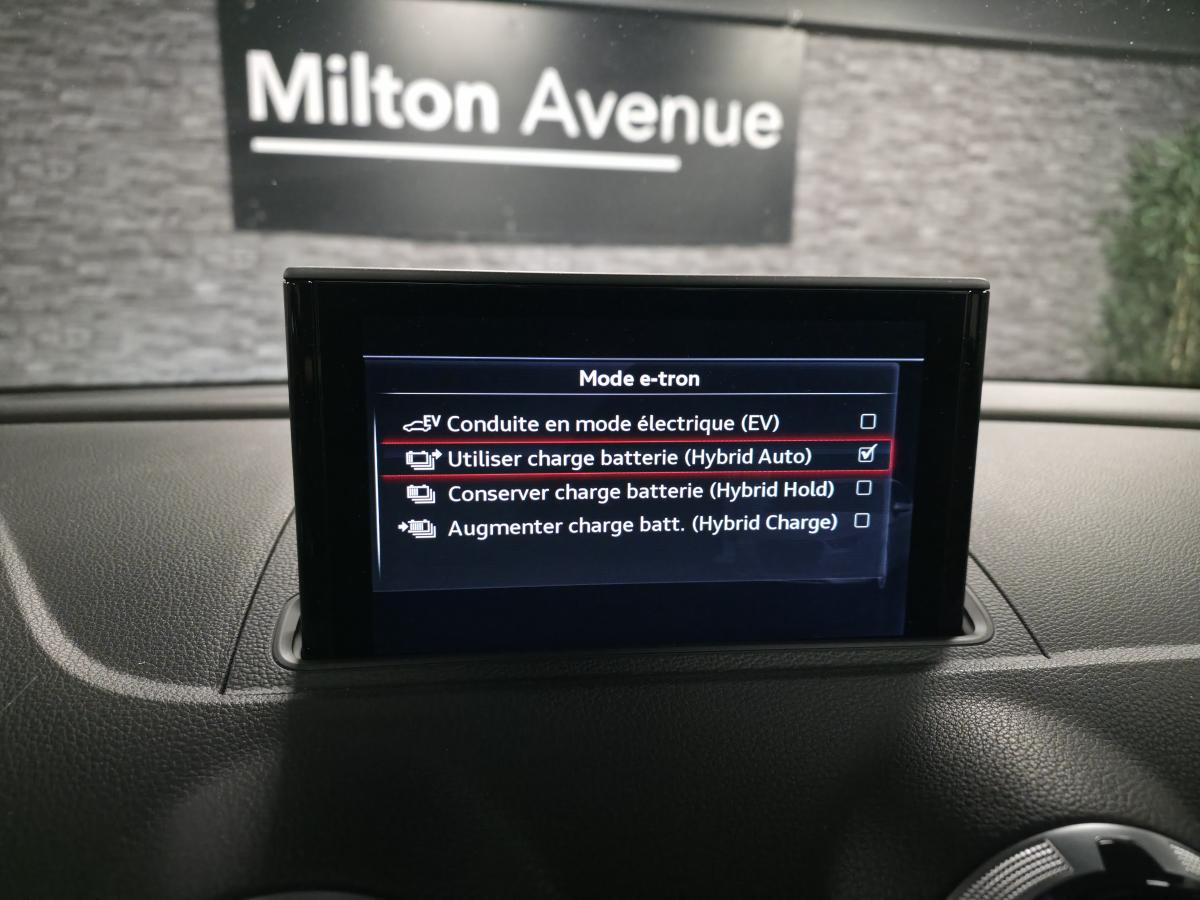 Milton Avenue
Mode e-tron
EV Conduite en mode électrique (EV)
Utiliser charge batterie (Hybrid Auto)
Conserver charge batterie (Hybrid Hold)
Augmenter charge batt. (Hybrid Charge)